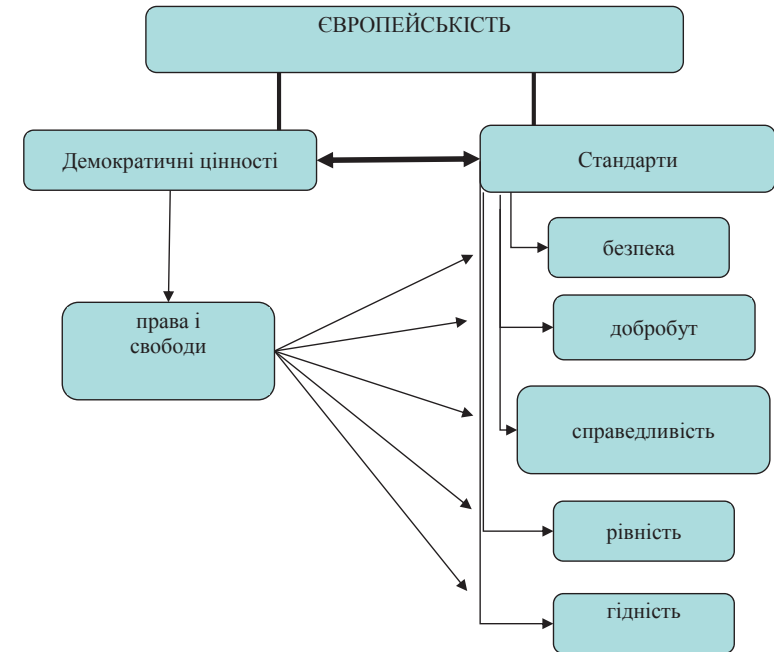 ЄВРОПЕЙСЬКІСТЬ
Демократичні цінності
Стандарти
права і
свободи
безпека
добробут
справедливість
рівність
гідність